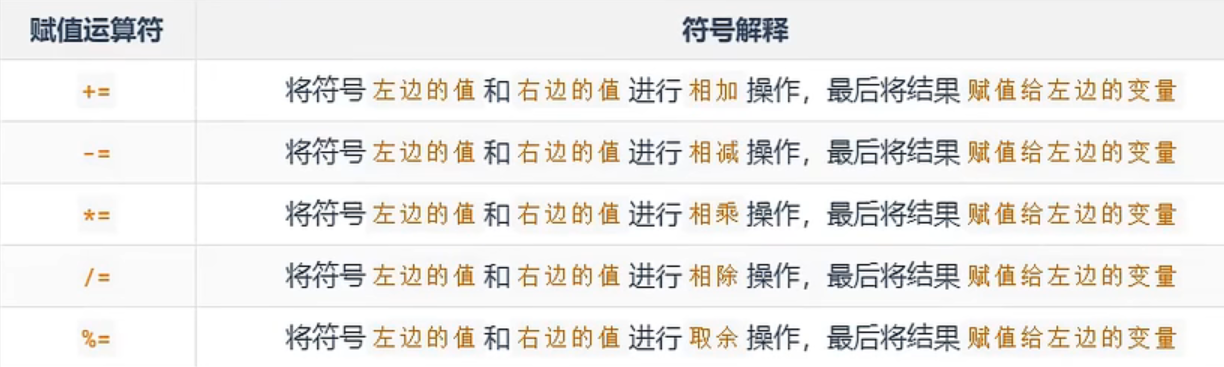 赋值运算符 符号解释
+= 将符号 左边的值 和 右边的值 进行 相加 操作，最后将结果 赋值给左边的变量
-= 将符号 左边的值 和 右边的值 进行 相减 操作，最后将结果 赋值给左边的变量
*= 将符号 左边的值 和 右边的值 进行 相乘 操作，最后将结果 赋值给左边的变量
/= 将符号 左边的值 和 右边的值 进行 相除 操作，最后将结果 赋值给左边的变量
%= 将符号 左边的值 和 右边的值 进行 取余 操作，最后将结果 赋值给左边的变量